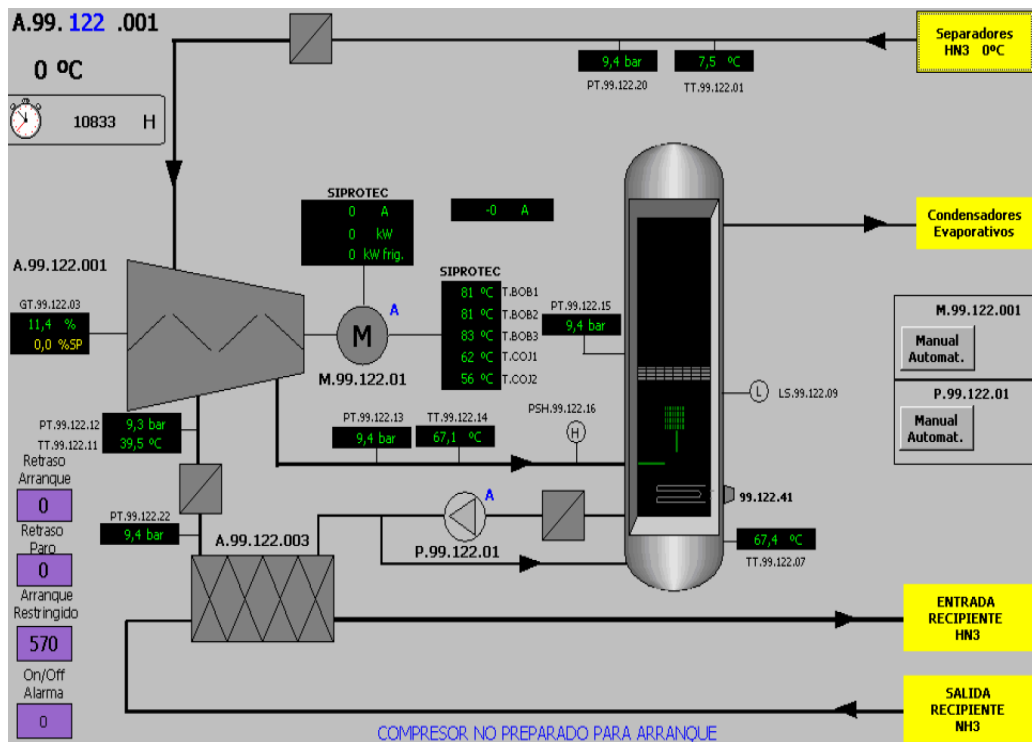 A.99. 122 .001
0 ºC
10833 H
Separadores
HN3 0ºC
9,4 bar
7,5 ºC
PT.99.122.20
TT.99.122.01
SIPROTEC
0 A
0 kW
0 kW frig.
-0 A
Condensadores
Evaporativos
A.99.122.001
GT.99.122.03
11,4 %
0,0 %SP
M
A
M.99.122.01
SIPROTEC
81 ºC T.BOB1
81 ºC T.BOB2
83 ºC T.BOB3
62 ºC T.COJ1
56 ºC T.COJ2
PT.99.122.15
9,4 bar
M.99.122.001
Manual
Automat.
P.99.122.01
Manual
Automat.
L
LS.99.122.09
PT.99.122.12
9,3 bar
TT.99.122.11
39,5 ºC
PT.99.122.13
9,4 bar
TT.99.122.14
67,1 ºC
PSH.99.122.16
H
Retraso
Arranque
0
Retraso
Paro
0
Arranque
Restringido
570
On/Off
Alarma
0
PT.99.122.22
9,4 bar
A.99.122.003
A
P.99.122.01
99.122.41
67,4 ºC
TT.99.122.07
ENTRADA
RECIPIENTE
HN3
SALIDA
RECIPIENTE
NH3
COMPRESOR NO PREPARADO PARA ARRANQUE